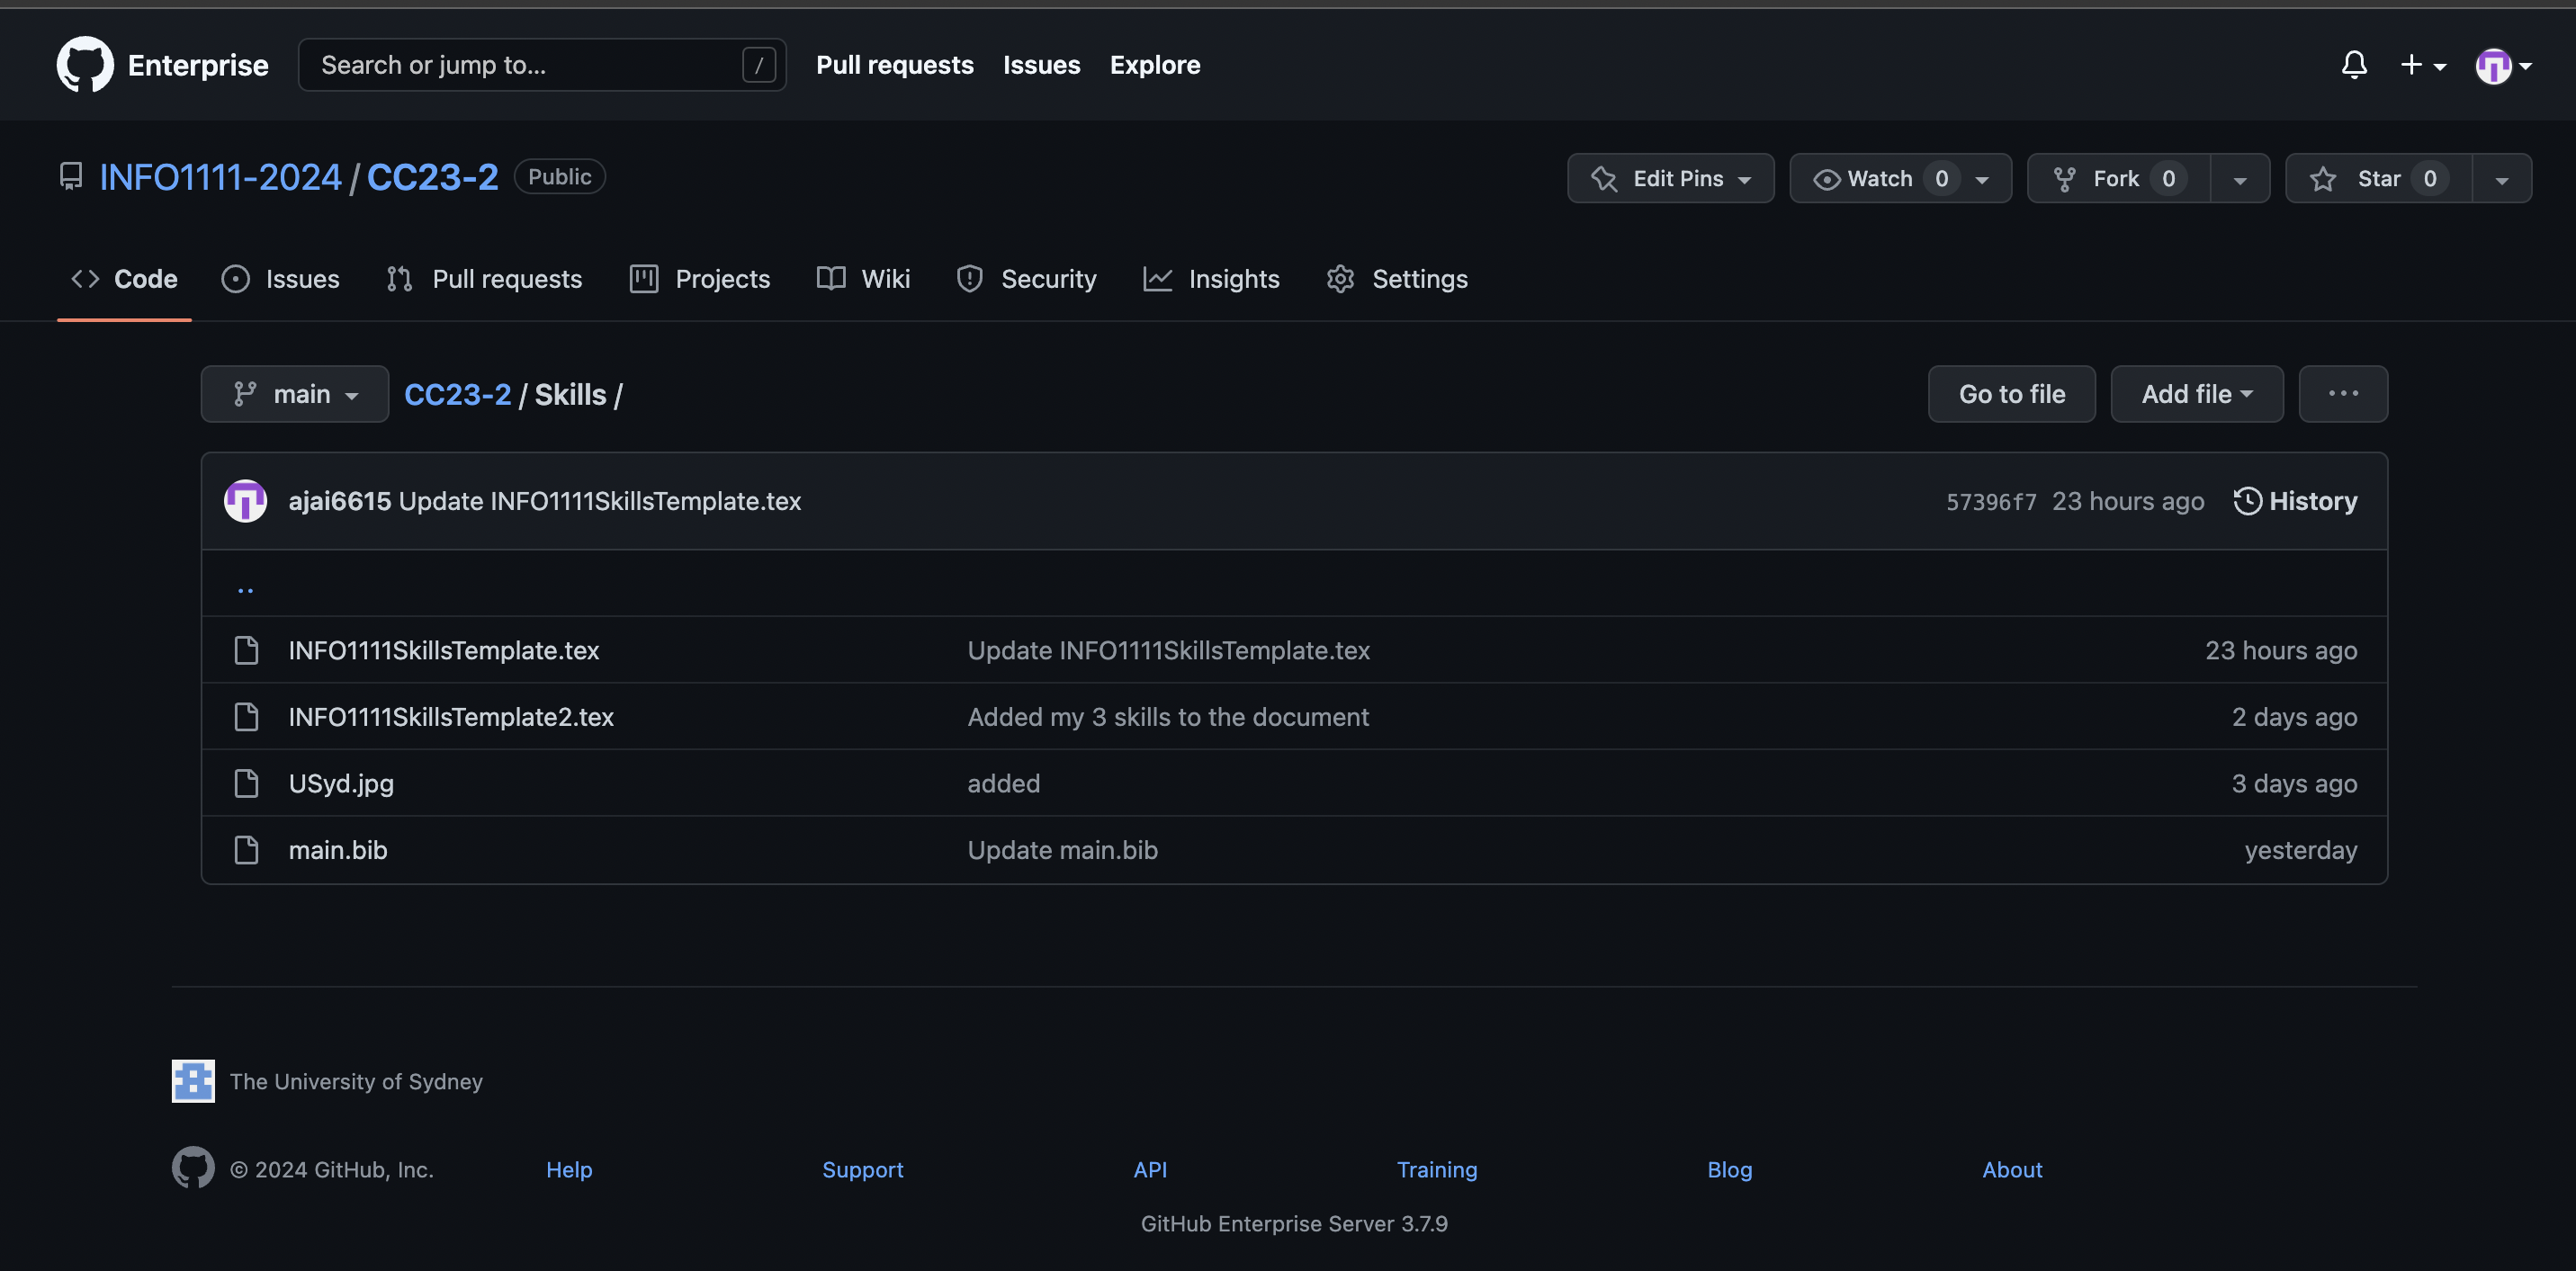 Enterprise Search or jump to... / Pull requests Issues Explore
INFO1111-2024 / CC23-2 Public Edit Pins Watch 0 Fork 0 Star 0
Code Issues Pull requests Projects Wiki Security Insights Settings
main CC23-2 / Skills / Go to file Add file ...
ajai6615 Update INFO1111SkillsTemplate.tex 57396f7 23 hours ago History
..
INFO1111SkillsTemplate.tex Update INFO1111SkillsTemplate.tex 23 hours ago
INFO1111SkillsTemplate2.tex Added my 3 skills to the document 2 days ago
USyd.jpg added 3 days ago
main.bib Update main.bib yesterday
The University of Sydney
© 2024 GitHub, Inc. Help Support API Training Blog About
GitHub Enterprise Server 3.7.9